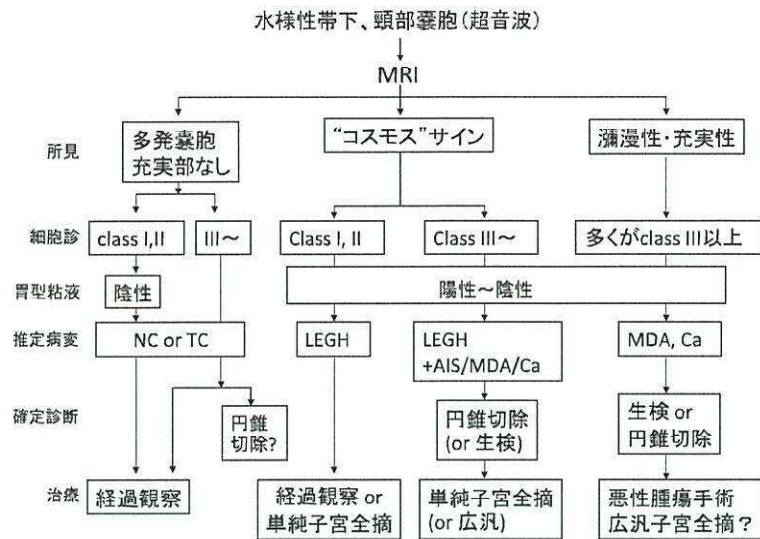 水様性帯下、頸部嚢胞(超音波)
MRI
所見
多発嚢胞
充実部なし
“コスモス”サイン
瀰漫性・充実性
細胞診
class I,II
III～
Class I, II
Class III～
多くがclass III以上
胃型粘液
陰性
陽性～陰性
推定病変
NC or TC
LEGH
LEGH
+AIS/MDA/Ca
MDA, Ca
確定診断
円錐
切除?
円錐切除
(or 生検)
生検 or
円錐切除
治療
経過観察
経過観察 or
単純子宮全摘
単純子宮全摘
(or 広汎)
悪性腫瘍手術
広汎子宮全摘？